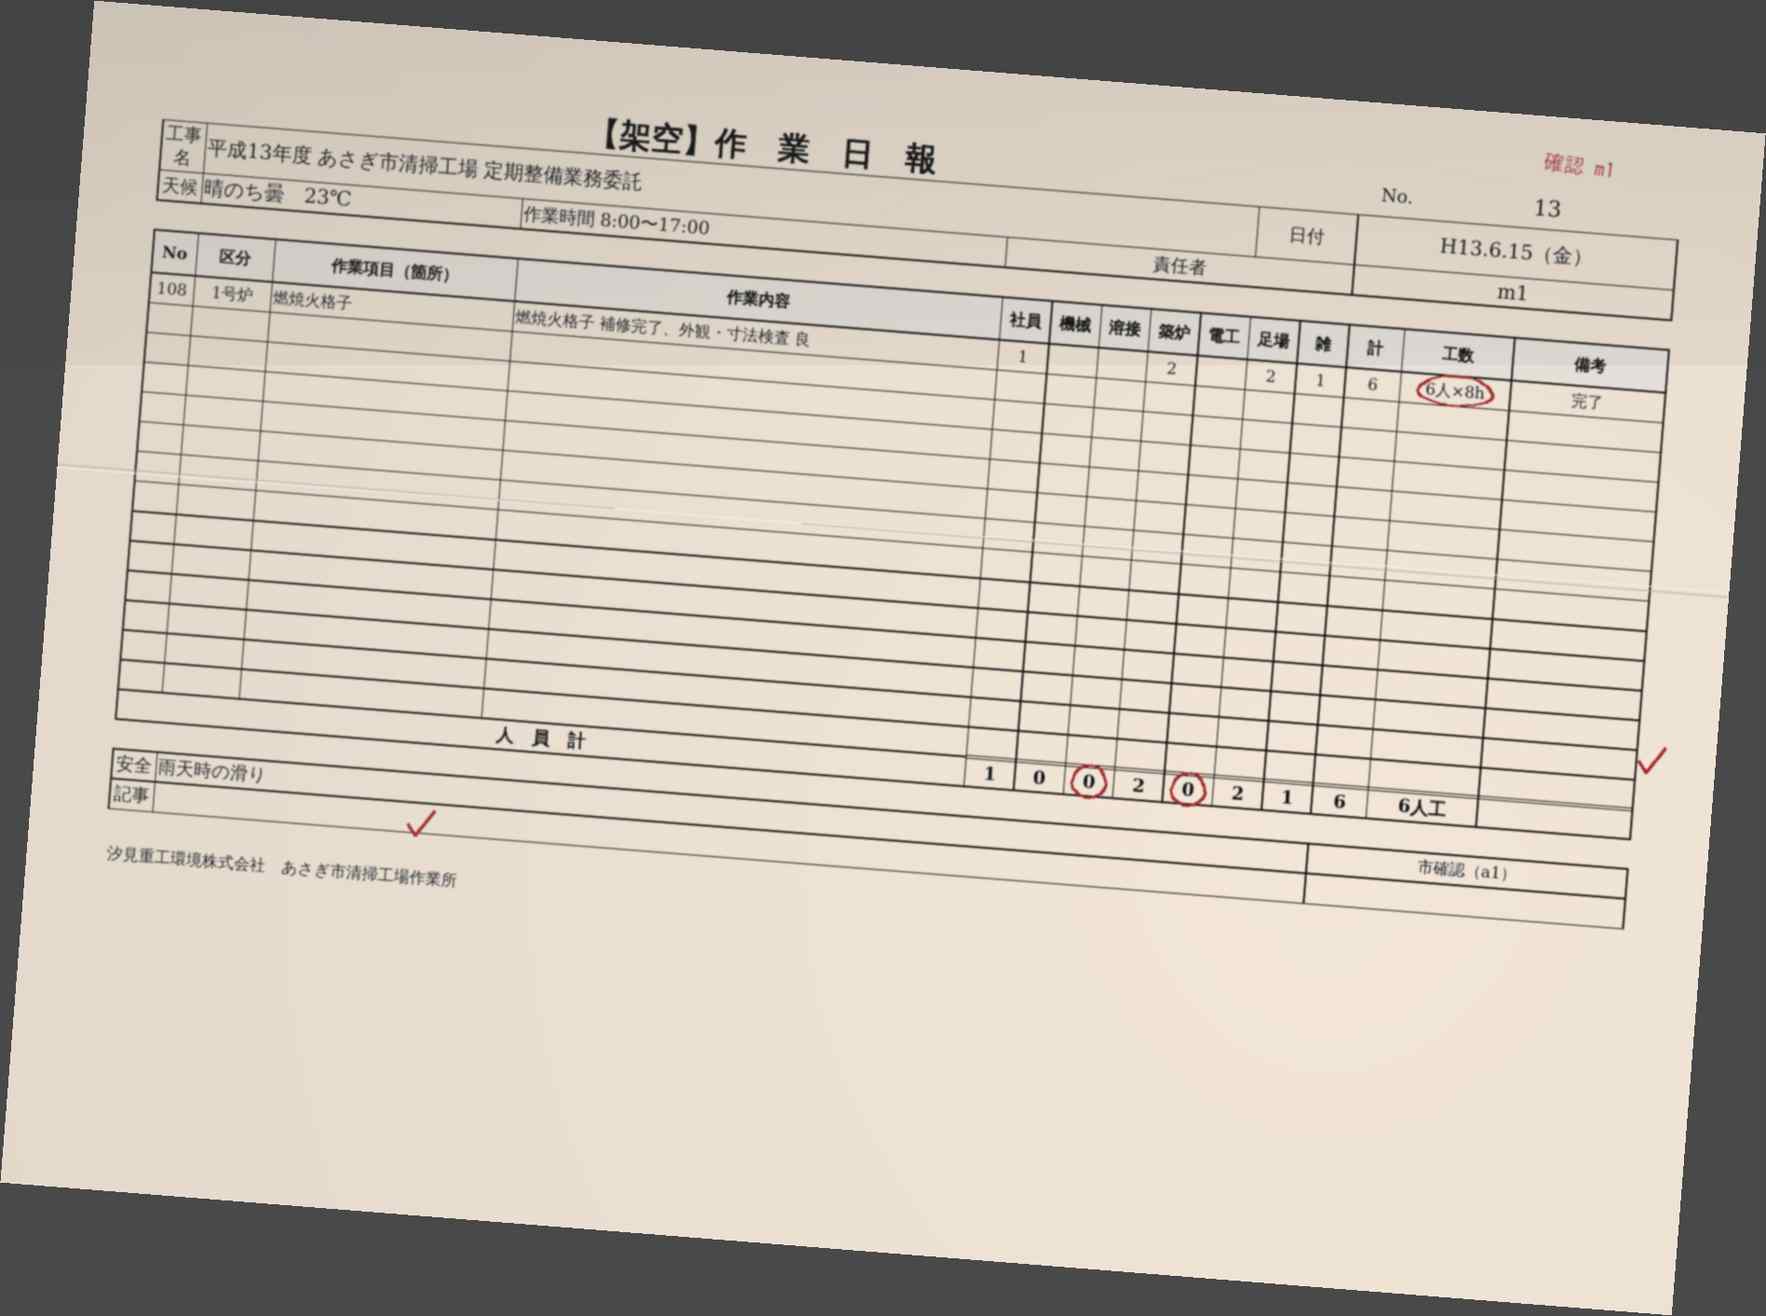 【架空】作　業　日　報
確認 m1
No.　13
工事名 平成13年度 あさぎ市清掃工場 定期整備業務委託 日付 H13.6.15（金）
天候 晴のち曇　23℃ 作業時間 8:00〜17:00 責任者 m1
No 区分 作業項目（箇所） 作業内容 社員 機械 溶接 築炉 電工 足場 雑 計 工数 備考
108 1号炉 燃焼火格子 燃焼火格子 補修完了、外観・寸法検査 良 1 2 2 1 6 6人×8h 完了
人　員　計 1 0 0 2 0 2 1 6 6人工
安全 雨天時の滑り 市確認（a1）
記事
汐見重工環境株式会社　あさぎ市清掃工場作業所